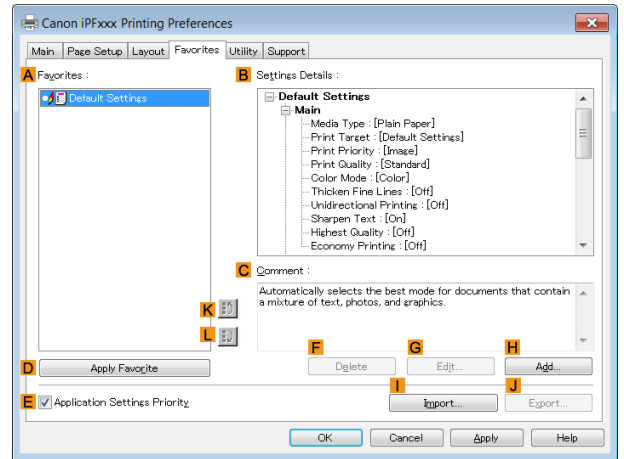 Canon iPFxxx Printing Preferences
Main Page Setup Layout Favorites Utility Support
A Favorites :
B Settings Details :
Default Settings
Default Settings
Main
Media Type : [Plain Paper]
Print Target : [Default Settings]
Print Priority : [Image]
Print Quality : [Standard]
Color Mode : [Color]
Thicken Fine Lines : [Off]
Unidirectional Printing : [Off]
Sharpen Text : [On]
Highest Quality : [Off]
Economy Printing : [Off]
C Comment :
Automatically selects the best mode for documents that contain
a mixture of text, photos, and graphics.
K
L
F G H
D Apply Favorite Delete Edit... Add...
I J
E Application Settings Priority Import... Export...
OK Cancel Apply Help